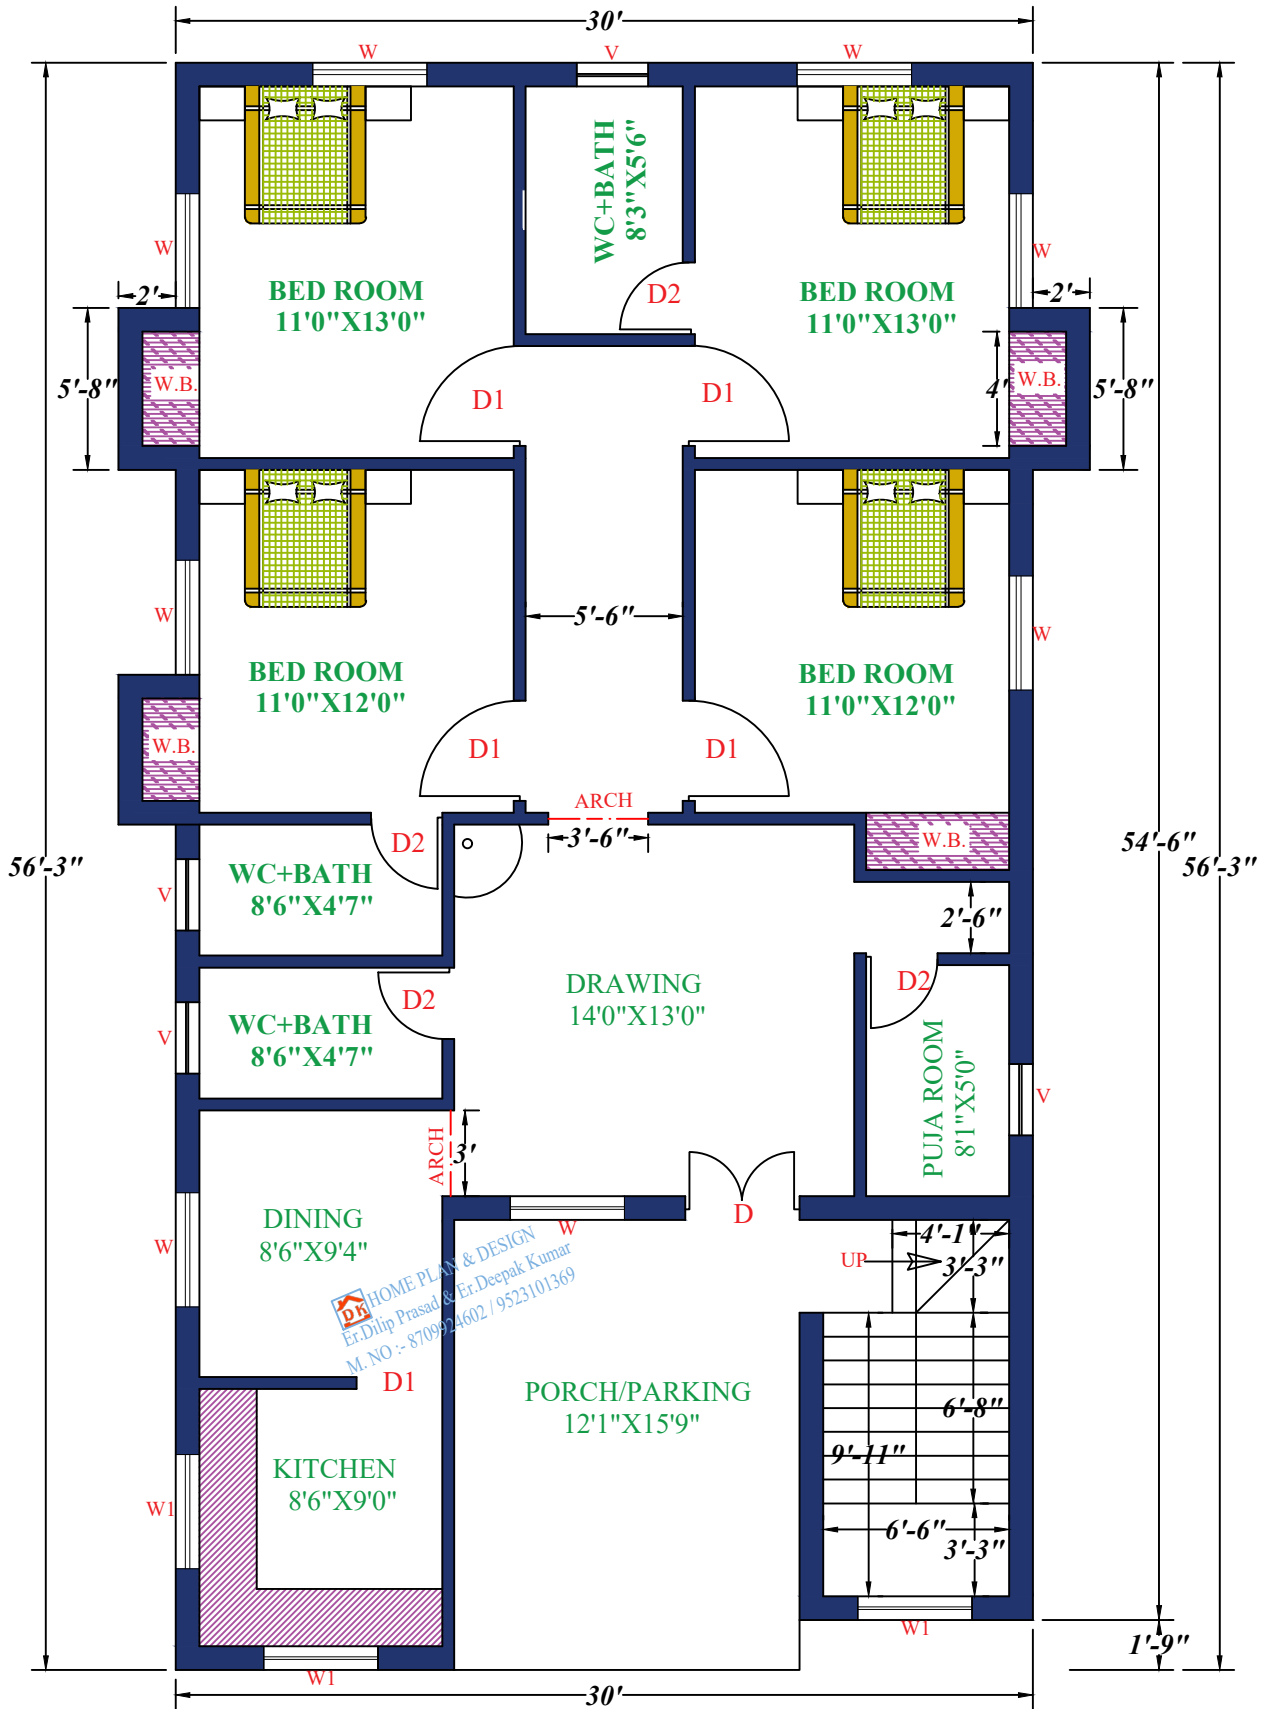 30'
W
V
W
WC+BATH
8'3"X5'6"
W
W
BED ROOM
11'0"X13'0"
D2
BED ROOM
11'0"X13'0"
2'
2'
5'-8"
W.B.
D1
D1
4'
W.B.
5'-8"
W
5'-6"
W
BED ROOM
11'0"X12'0"
BED ROOM
11'0"X12'0"
W.B.
D1
D1
ARCH
3'-6"
D2
W.B.
56'-3"
54'-6"
56'-3"
WC+BATH
8'6"X4'7"
V
2'-6"
DRAWING
14'0"X13'0"
D2
D2
WC+BATH
8'6"X4'7"
V
PUJA ROOM
8'1"X5'0"
V
ARCH
3'
DINING
8'6"X9'4"
W
W
D
4'-1"
UP
3'-3"
HOME PLAN & DESIGN
DK
Er.Dilip Prasad & Er.Deepak Kumar
M. NO :- 8709924602 / 9523101369
D1
PORCH/PARKING
12'1"X15'9"
6'-8"
9'-11"
KITCHEN
8'6"X9'0"
W1
6'-6"
3'-3"
W1
W1
1'-9"
30'